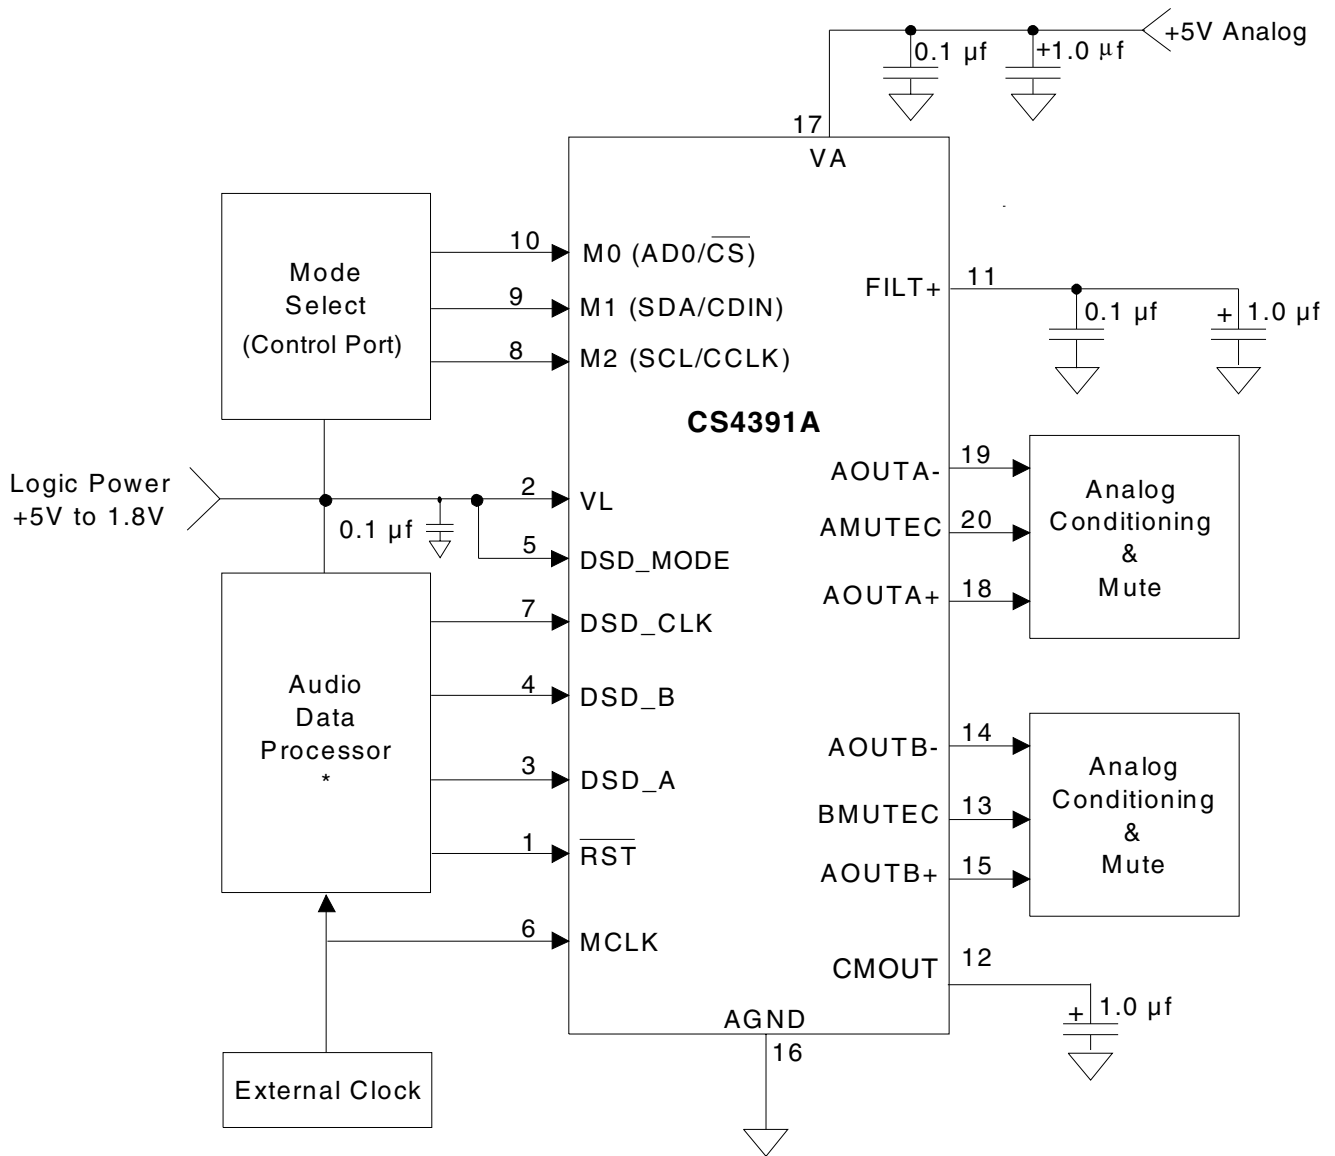 +5V Analog
0.1 µf
+1.0 µf
17
VA
Mode
Select
(Control Port)
10
M0 (AD0/CS)
9
M1 (SDA/CDIN)
8
M2 (SCL/CCLK)
FILT+
11
0.1 µf
+ 1.0 µf
CS4391A
Logic Power
+5V to 1.8V
0.1 µf
2
VL
5
DSD_MODE
7
DSD_CLK
4
DSD_B
3
DSD_A
1
RST
6
MCLK
Audio
Data
Processor
*
External Clock
AOUTA-
19
AMUTEC
20
AOUTA+
18
Analog
Conditioning
&
Mute
AOUTB-
14
BMUTEC
13
AOUTB+
15
Analog
Conditioning
&
Mute
CMOUT
12
+ 1.0 µf
AGND
16